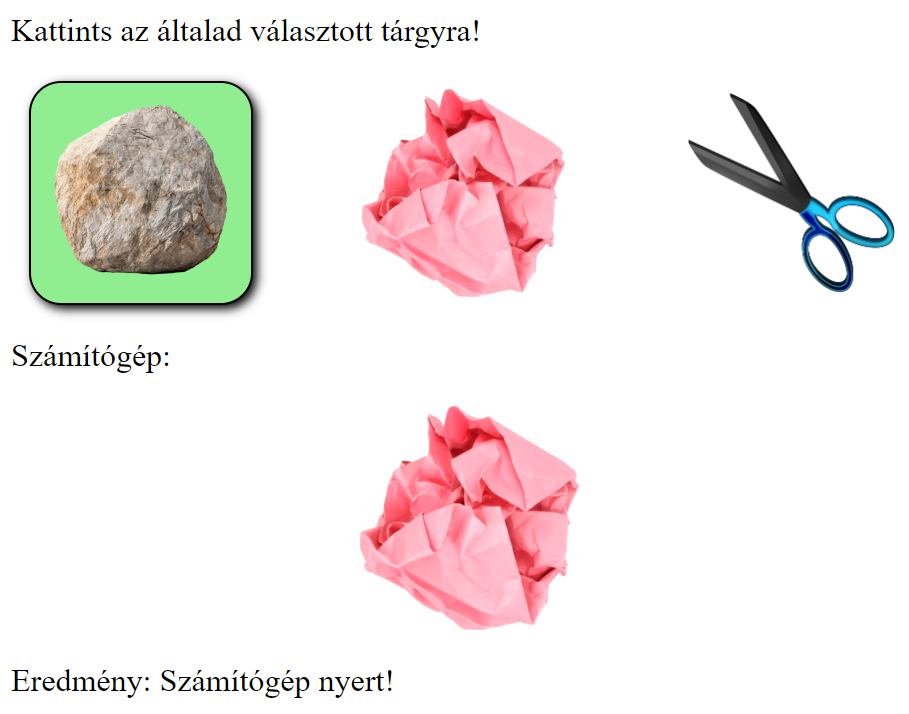 Kattints az általad választott tárgyra!
Számítógép:
Eredmény: Számítógép nyert!